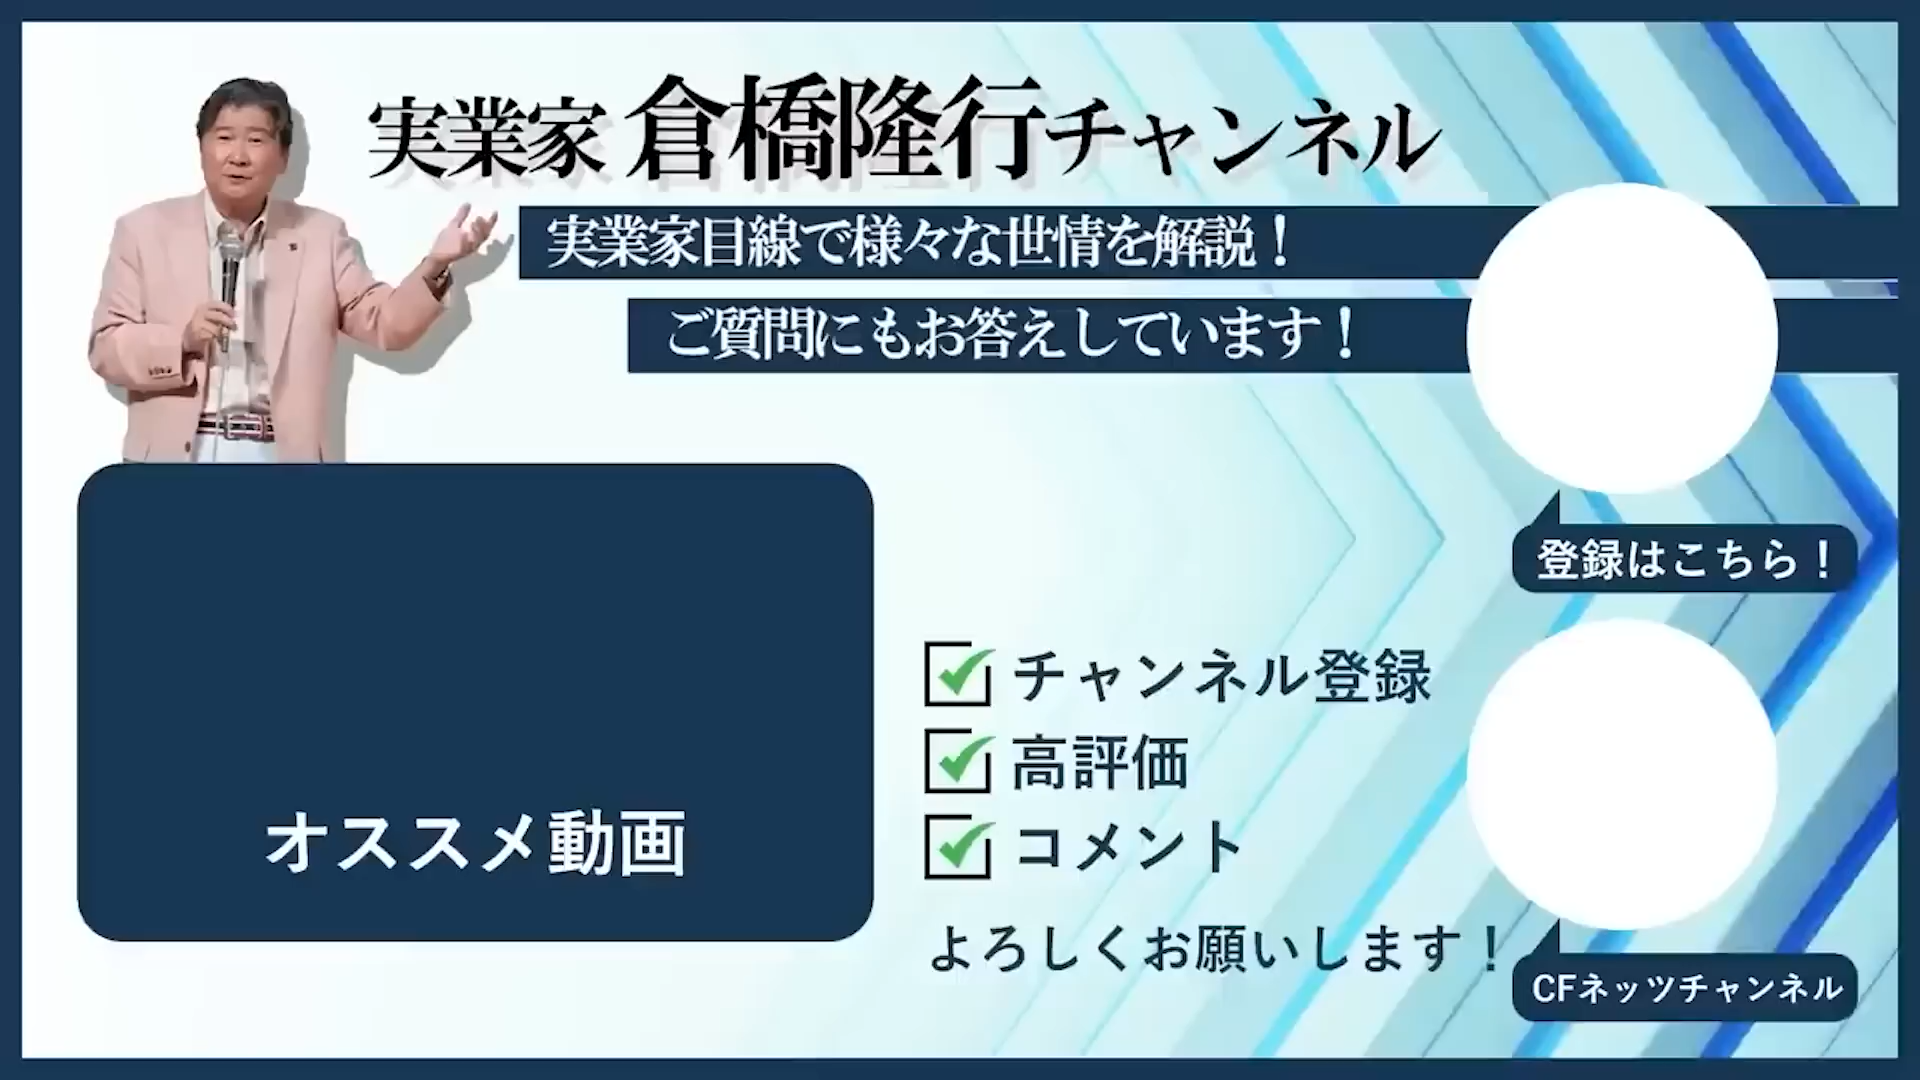 実業家 倉橋隆行チャンネル
実業家目線で様々な世情を解説！
ご質問にもお答えしています！
登録はこちら！
オススメ動画
チャンネル登録
高評価
コメント
よろしくお願いします！
CFネッツチャンネル